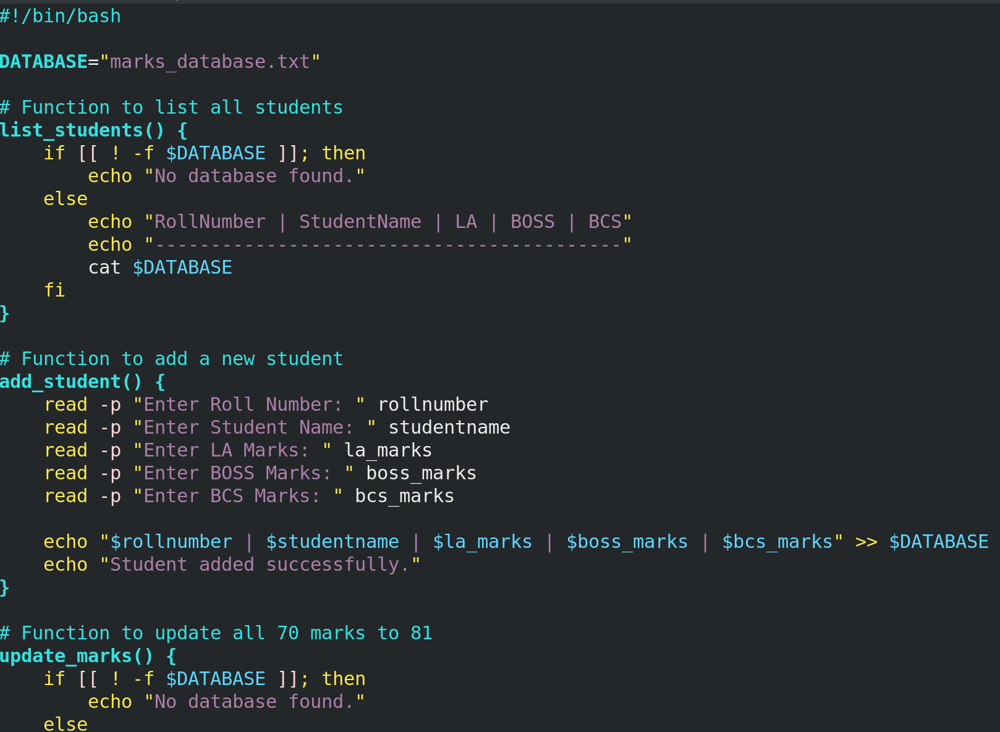 #!/bin/bash

DATABASE="marks_database.txt"

# Function to list all students
list_students() {
    if [[ ! -f $DATABASE ]]; then
        echo "No database found."
    else
        echo "RollNumber | StudentName | LA | BOSS | BCS"
        echo "------------------------------------------"
        cat $DATABASE
    fi
}

# Function to add a new student
add_student() {
    read -p "Enter Roll Number: " rollnumber
    read -p "Enter Student Name: " studentname
    read -p "Enter LA Marks: " la_marks
    read -p "Enter BOSS Marks: " boss_marks
    read -p "Enter BCS Marks: " bcs_marks

    echo "$rollnumber | $studentname | $la_marks | $boss_marks | $bcs_marks" >> $DATABASE
    echo "Student added successfully."
}

# Function to update all 70 marks to 81
update_marks() {
    if [[ ! -f $DATABASE ]]; then
        echo "No database found."
    else